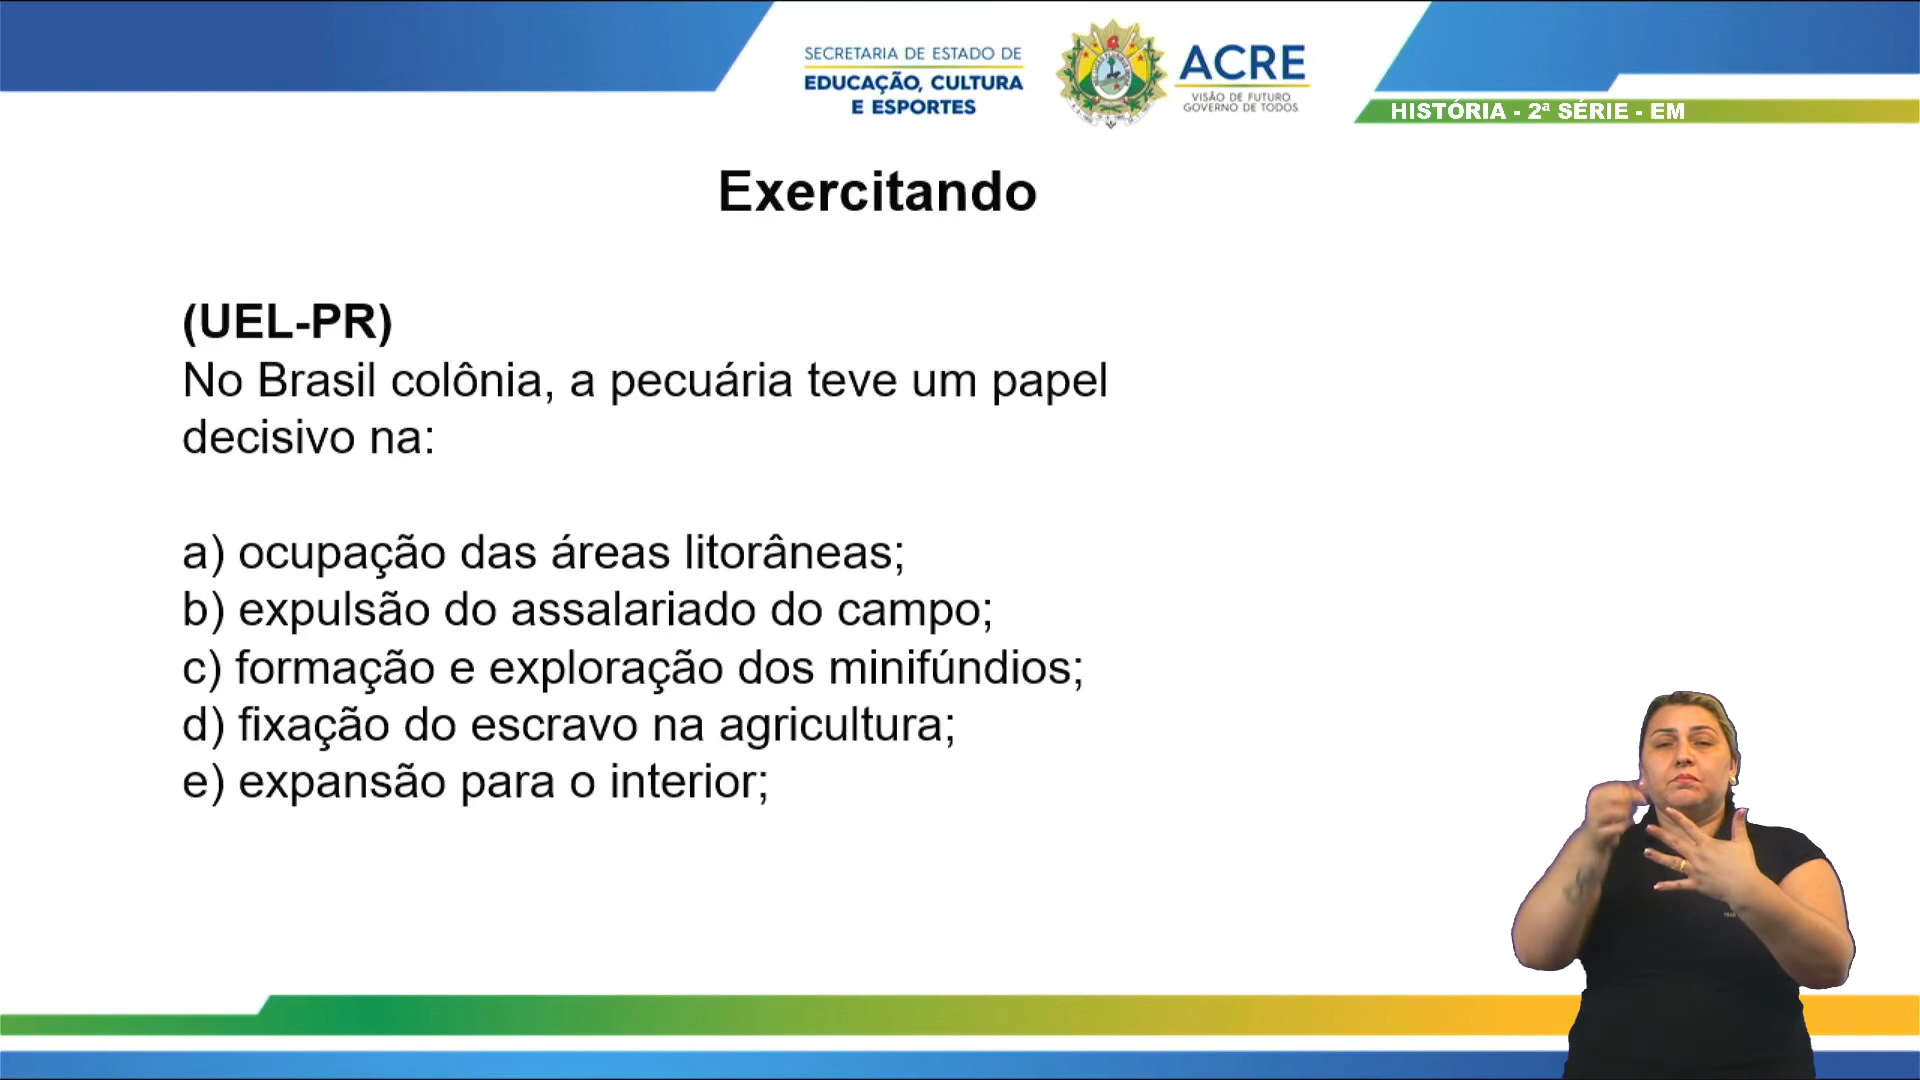 SECRETARIA DE ESTADO DE
EDUCAÇÃO, CULTURA
E ESPORTES
ACRE
VISÃO DE FUTURO
GOVERNO DE TODOS
HISTÓRIA - 2ª SÉRIE - EM
Exercitando
(UEL-PR)
No Brasil colônia, a pecuária teve um papel
decisivo na:
a) ocupação das áreas litorâneas;
b) expulsão do assalariado do campo;
c) formação e exploração dos minifúndios;
d) fixação do escravo na agricultura;
e) expansão para o interior;